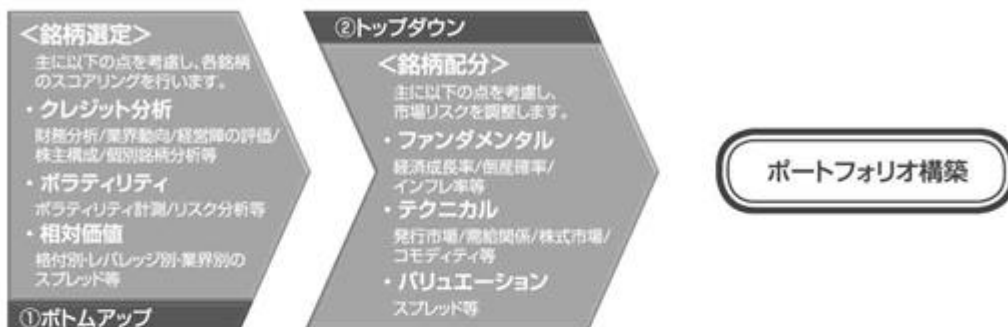 <銘柄選定>
主に以下の点を考慮し、各銘柄
のスコアリングを行います。
・クレジット分析
財務分析/業界動向/経営陣の評価/
株主構成/個別銘柄分析等
・ボラティリティ
ボラティリティ計測/リスク分析等
・相対価値
格付別・レバレッジ別・業界別の
スプレッド等
①ボトムアップ
②トップダウン
<銘柄配分>
主に以下の点を考慮し、
市場リスクを調整します。
・ファンダメンタル
経済成長率/倒産確率/
インフレ率等
・テクニカル
発行市場/需給関係/株式市場/
コモディティ等
・バリュエーション
スプレッド等
ポートフォリオ構築